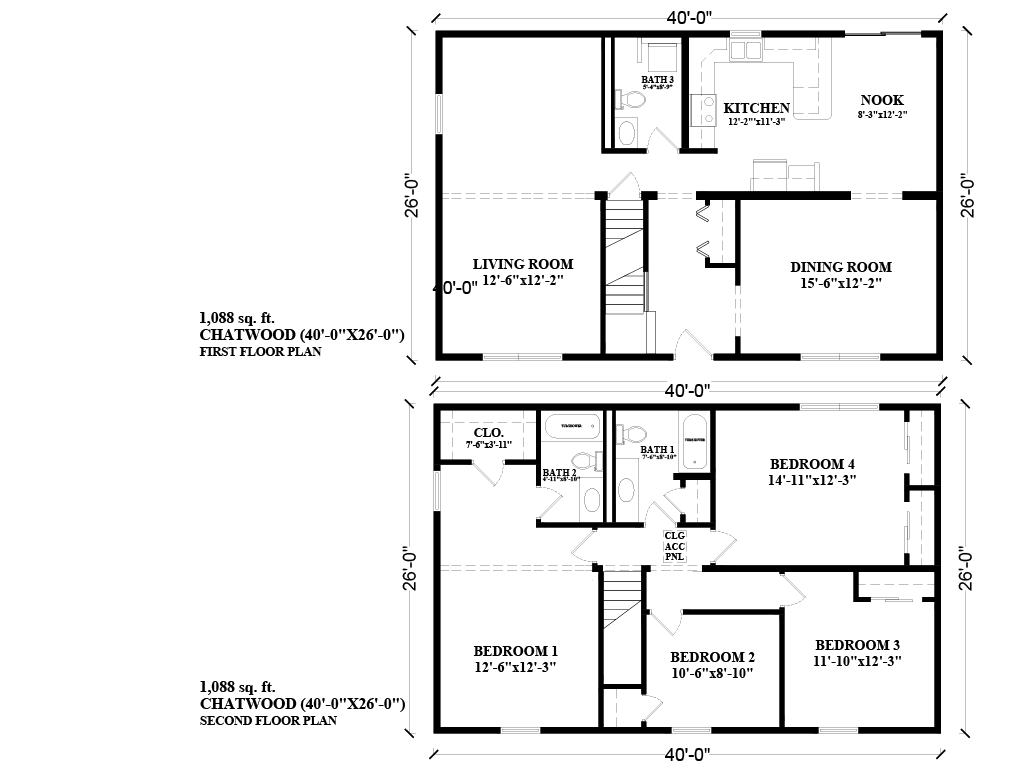 40'-0"
BATH 3
5'-4"x8'-9"
KITCHEN
12'-2"'x11'-3"
NOOK
8'-3"x12'-2"
26'-0"
26'-0"
LIVING ROOM
12'-6"x12'-2"
40'-0"
DINING ROOM
15'-6"x12'-2"
1,088 sq. ft.
CHATWOOD (40'-0"X26'-0")
FIRST FLOOR PLAN
40'-0"
CLO.
7'-6"x3'-11"
BATH 2
4'-11"x8'-10"
BATH 1
7'-6"x8'-10"
BEDROOM 4
14'-11"x12'-3"
CLG
ACC
PNL
26'-0"
26'-0"
BEDROOM 1
12'-6"x12'-3"
BEDROOM 2
10'-6"x8'-10"
BEDROOM 3
11'-10"x12'-3"
1,088 sq. ft.
CHATWOOD (40'-0"X26'-0")
SECOND FLOOR PLAN
40'-0"